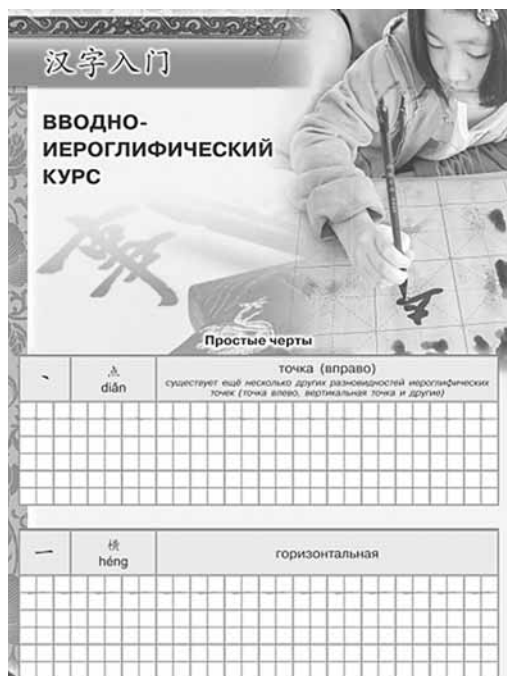 汉字入门
ВВОДНО-
ИЕРОГЛИФИЧЕСКИЙ
КУРС
Простые черты
丶 点 точка (вправо)
diǎn существует ещё несколько других разновидностей иероглифических
точек (точка влево, вертикальная точка и другие)
一 横 горизонтальная
héng